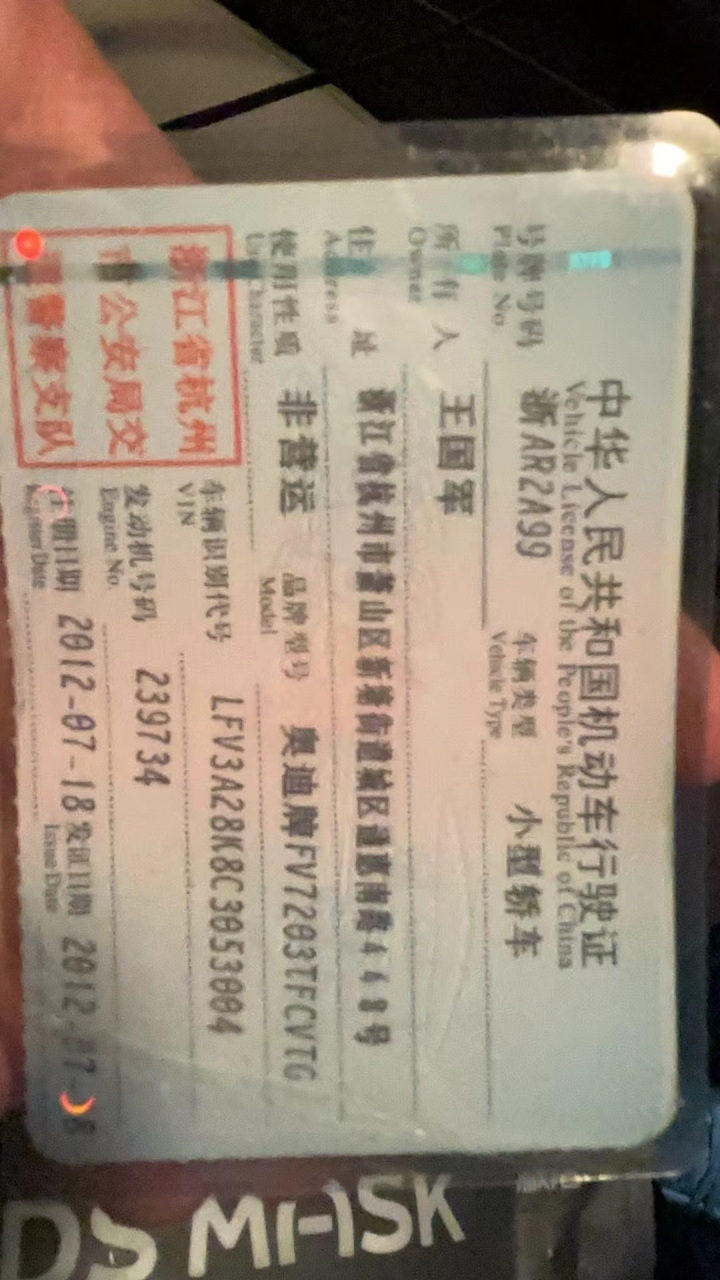 中华人民共和国机动车行驶证
Vehicle License of the People's Republic of China
号牌号码 浙AR2A99 车辆类型 小型轿车
Plate No. Vehicle Type
所有人 王国军
Owner
住址 浙江省杭州市萧山区新塘街道城区通惠南路448号
Address
使用性质 非营运 品牌型号 奥迪牌FV7203TFCVTG
Use Character Model
浙江省杭州
市公安局交
警察支队
车辆识别代号 LFV3A28K8C3053004
VIN
发动机号码 239734
Engine No.
注册日期 2012-07-18 发证日期 2012-07-18
Register Date Issue Date
DS MASK